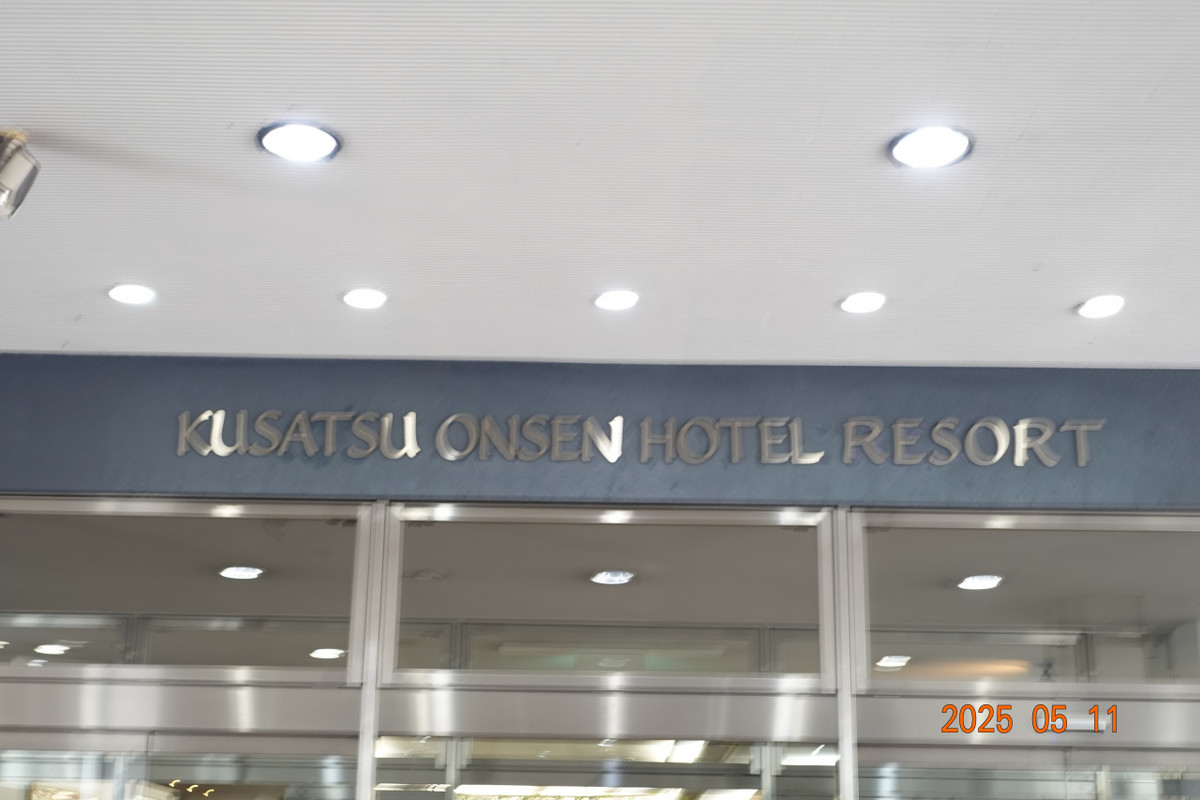 KUSATSU ONSEN HOTEL RESORT
2025 05 11